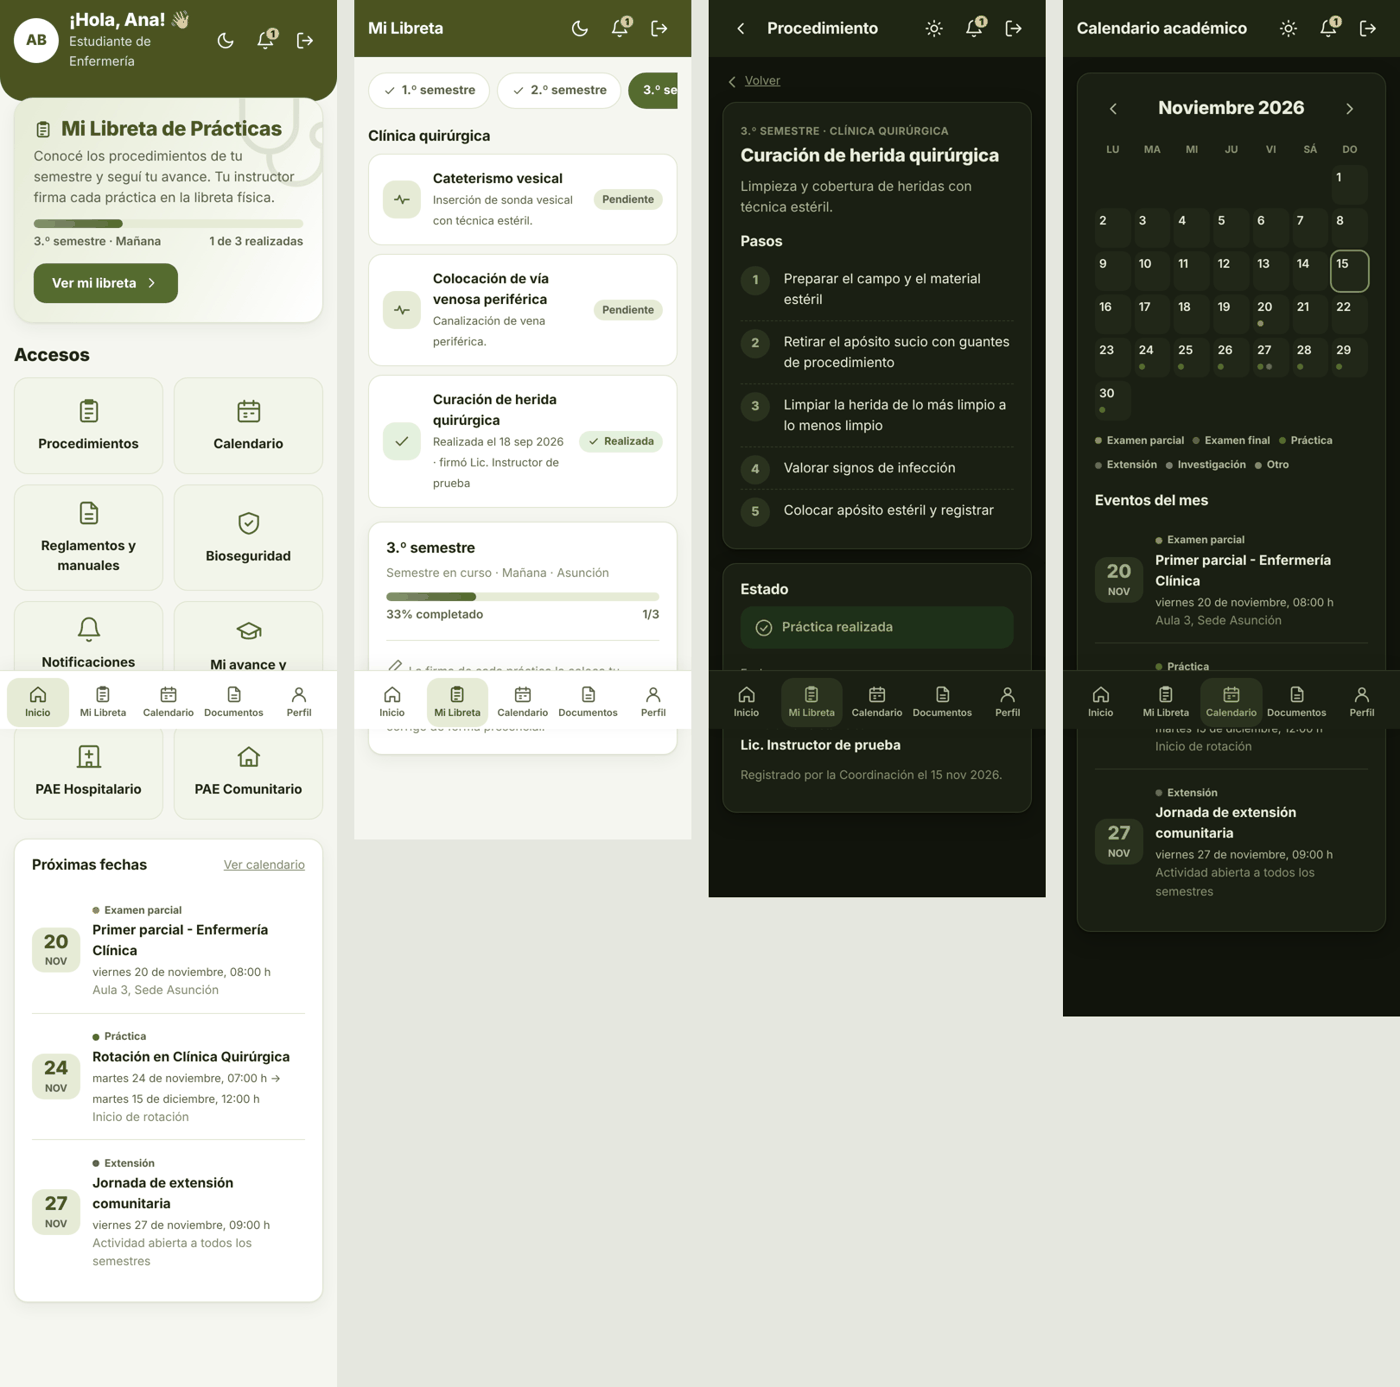 AB
¡Hola, Ana! 👋
Estudiante de
Enfermería
1
Mi Libreta de Prácticas
Conocé los procedimientos de tu
semestre y seguí tu avance. Tu instructor
firma cada práctica en la libreta física.
3.º semestre · Mañana
1 de 3 realizadas
Ver mi libreta
Accesos
Procedimientos
Calendario
Reglamentos y
manuales
Bioseguridad
Notificaciones
Mi avance y
Inicio
Mi Libreta
Calendario
Documentos
Perfil
PAE Hospitalario
PAE Comunitario
Próximas fechas
Ver calendario
Examen parcial
20
NOV
Primer parcial - Enfermería
Clínica
viernes 20 de noviembre, 08:00 h
Aula 3, Sede Asunción
Práctica
24
NOV
Rotación en Clínica Quirúrgica
martes 24 de noviembre, 07:00 h →
martes 15 de diciembre, 12:00 h
Inicio de rotación
Extensión
27
NOV
Jornada de extensión
comunitaria
viernes 27 de noviembre, 09:00 h
Actividad abierta a todos los
semestres
Mi Libreta
1
1.º semestre
2.º semestre
3.º se
Clínica quirúrgica
Cateterismo vesical
Inserción de sonda vesical
con técnica estéril.
Pendiente
Colocación de vía
venosa periférica
Canalización de vena
periférica.
Pendiente
Curación de herida
quirúrgica
Realizada el 18 sep 2026
· firmó Lic. Instructor de
prueba
Realizada
3.º semestre
Semestre en curso · Mañana · Asunción
33% completado
1/3
Inicio
Mi Libreta
Calendario
Documentos
Perfil
Procedimiento
1
Volver
3.º SEMESTRE · CLÍNICA QUIRÚRGICA
Curación de herida quirúrgica
Limpieza y cobertura de heridas con
técnica estéril.
Pasos
1 Preparar el campo y el material
estéril
2 Retirar el apósito sucio con guantes
de procedimiento
3 Limpiar la herida de lo más limpio a
lo menos limpio
4 Valorar signos de infección
5 Colocar apósito estéril y registrar
Estado
Práctica realizada
Inicio
Mi Libreta
Calendario
Documentos
Perfil
Lic. Instructor de prueba
Registrado por la Coordinación el 15 nov 2026.
Calendario académico
1
Noviembre 2026
LU MA MI JU VI SÁ DO
1
2 3 4 5 6 7 8
9 10 11 12 13 14 15
16 17 18 19 20 21 22
23 24 25 26 27 28 29
30
Examen parcial Examen final Práctica
Extensión Investigación Otro
Eventos del mes
Examen parcial
20
NOV
Primer parcial - Enfermería
Clínica
viernes 20 de noviembre, 08:00 h
Aula 3, Sede Asunción
Práctica
Inicio
Mi Libreta
Calendario
Documentos
Perfil
martes 15 de diciembre, 12:00 h
Inicio de rotación
Extensión
27
NOV
Jornada de extensión
comunitaria
viernes 27 de noviembre, 09:00 h
Actividad abierta a todos los
semestres